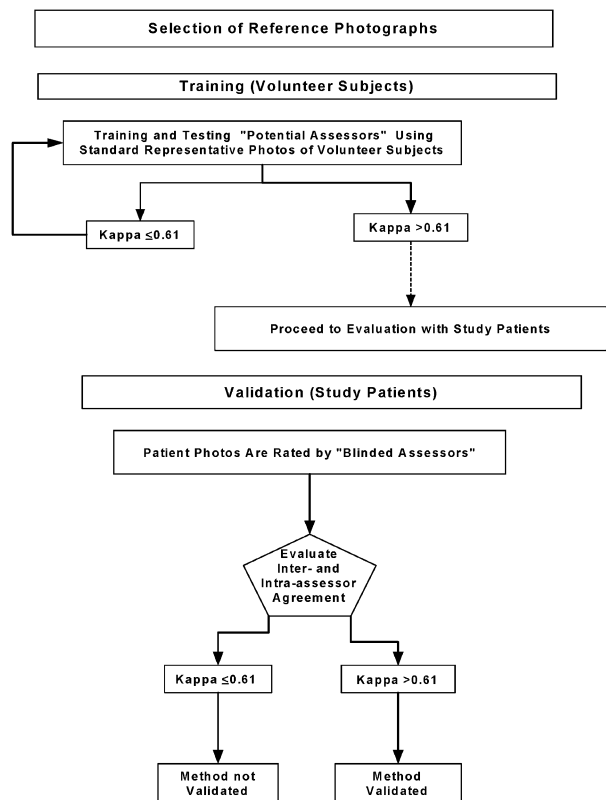 Selection of Reference Photographs
Training (Volunteer Subjects)
Training and Testing "Potential Assessors" Using
Standard Representative Photos of Volunteer Subjects
Kappa ≤0.61
Kappa >0.61
Proceed to Evaluation with Study Patients
Validation (Study Patients)
Patient Photos Are Rated by "Blinded Assessors"
Evaluate
Inter- and
Intra-assessor
Agreement
Kappa ≤0.61
Kappa >0.61
Method not
Validated
Method
Validated